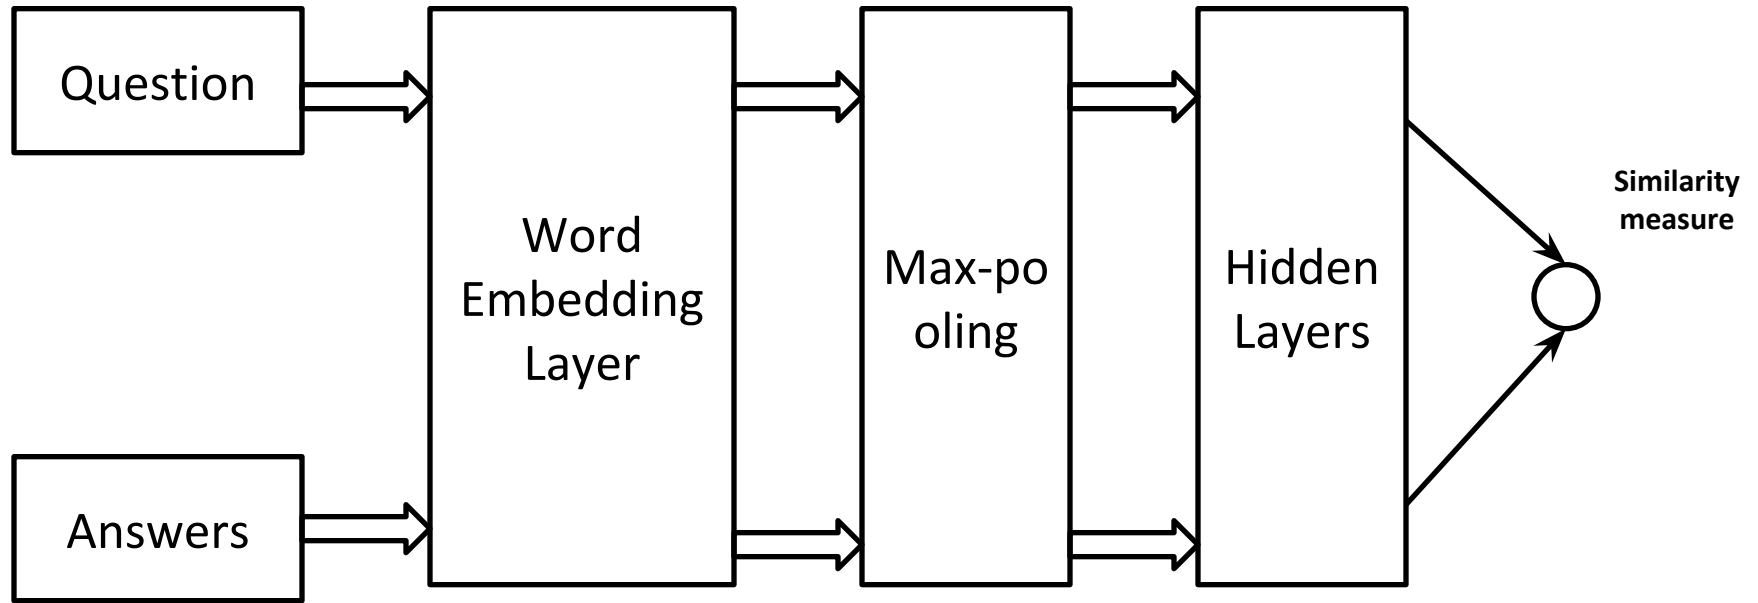 Question
Answers
Word
Embedding
Layer
Max-po
oling
Hidden
Layers
Similarity
measure